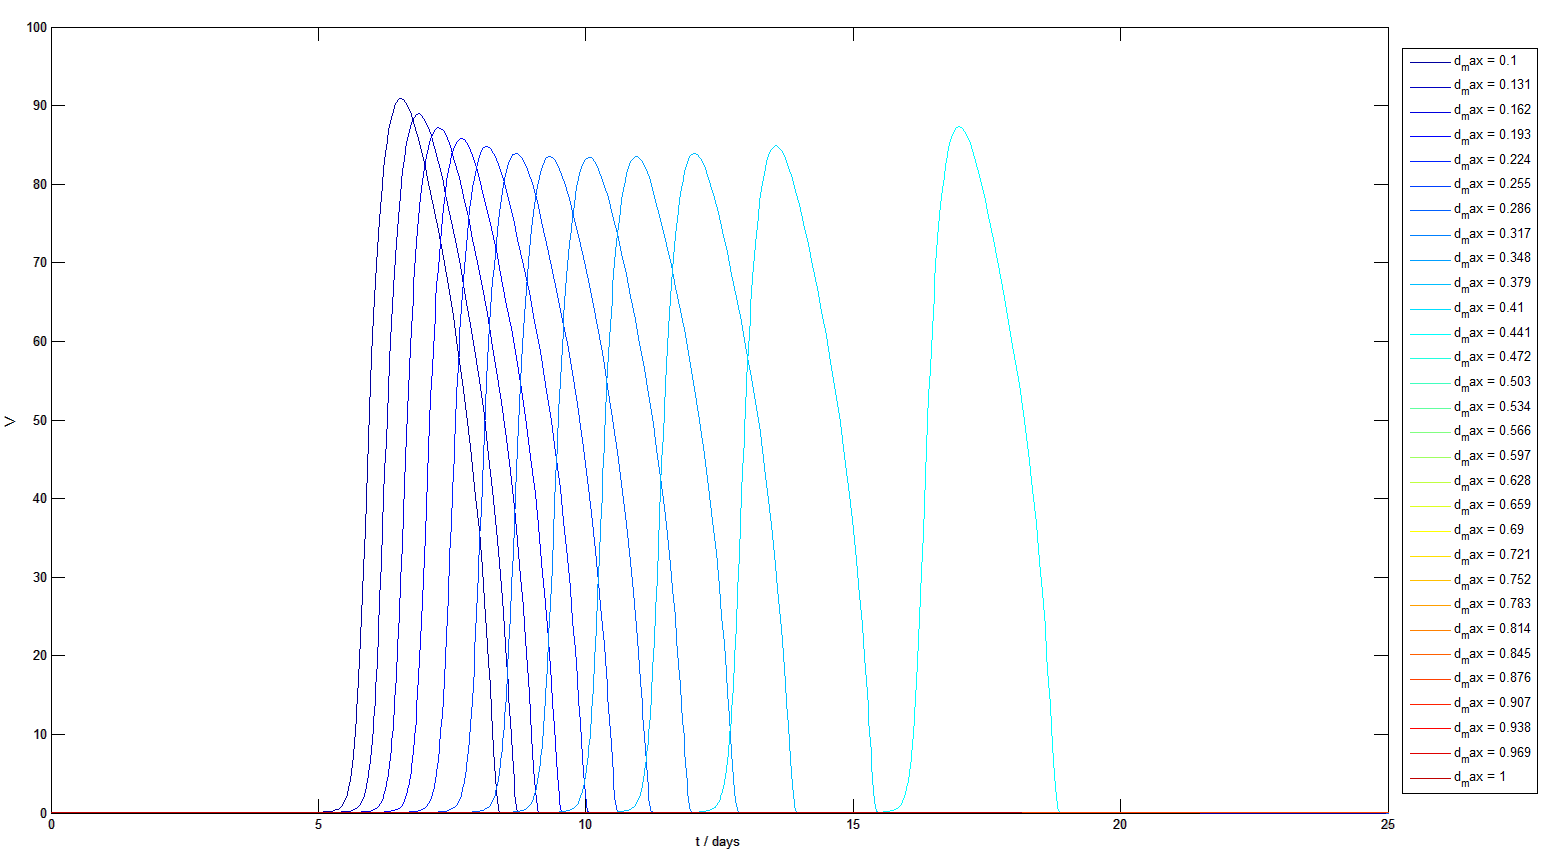 100
90
80
70
60
50
40
30
20
10
0
V
0 5 10 15 20 25
t / days
d_max = 0.1
d_max = 0.131
d_max = 0.162
d_max = 0.193
d_max = 0.224
d_max = 0.255
d_max = 0.286
d_max = 0.317
d_max = 0.348
d_max = 0.379
d_max = 0.41
d_max = 0.441
d_max = 0.472
d_max = 0.503
d_max = 0.534
d_max = 0.566
d_max = 0.597
d_max = 0.628
d_max = 0.659
d_max = 0.69
d_max = 0.721
d_max = 0.752
d_max = 0.783
d_max = 0.814
d_max = 0.845
d_max = 0.876
d_max = 0.907
d_max = 0.938
d_max = 0.969
d_max = 1